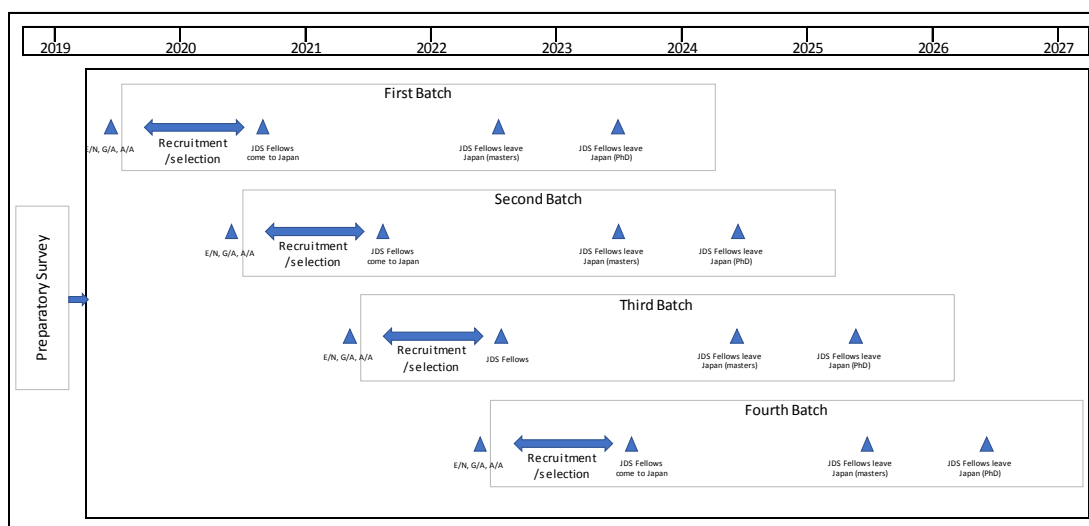 2019 2020 2021 2022 2023 2024 2025 2026 2027
First Batch
E/N, G/A, A/A
Recruitment
/selection
JDS Fellows
come to Japan
JDS Fellows leave
Japan (masters)
JDS Fellows leave
Japan (PhD)
Second Batch
E/N, G/A, A/A
Recruitment
/selection
JDS Fellows
come to Japan
JDS Fellows leave
Japan (masters)
JDS Fellows leave
Japan (PhD)
Preparatory Survey
Third Batch
E/N, G/A, A/A
Recruitment
/selection
JDS Fellows
JDS Fellows leave
Japan (masters)
JDS Fellows leave
Japan (PhD)
Fourth Batch
E/N, G/A, A/A
Recruitment
/selection
JDS Fellows
come to Japan
JDS Fellows leave
Japan (masters)
JDS Fellows leave
Japan (PhD)